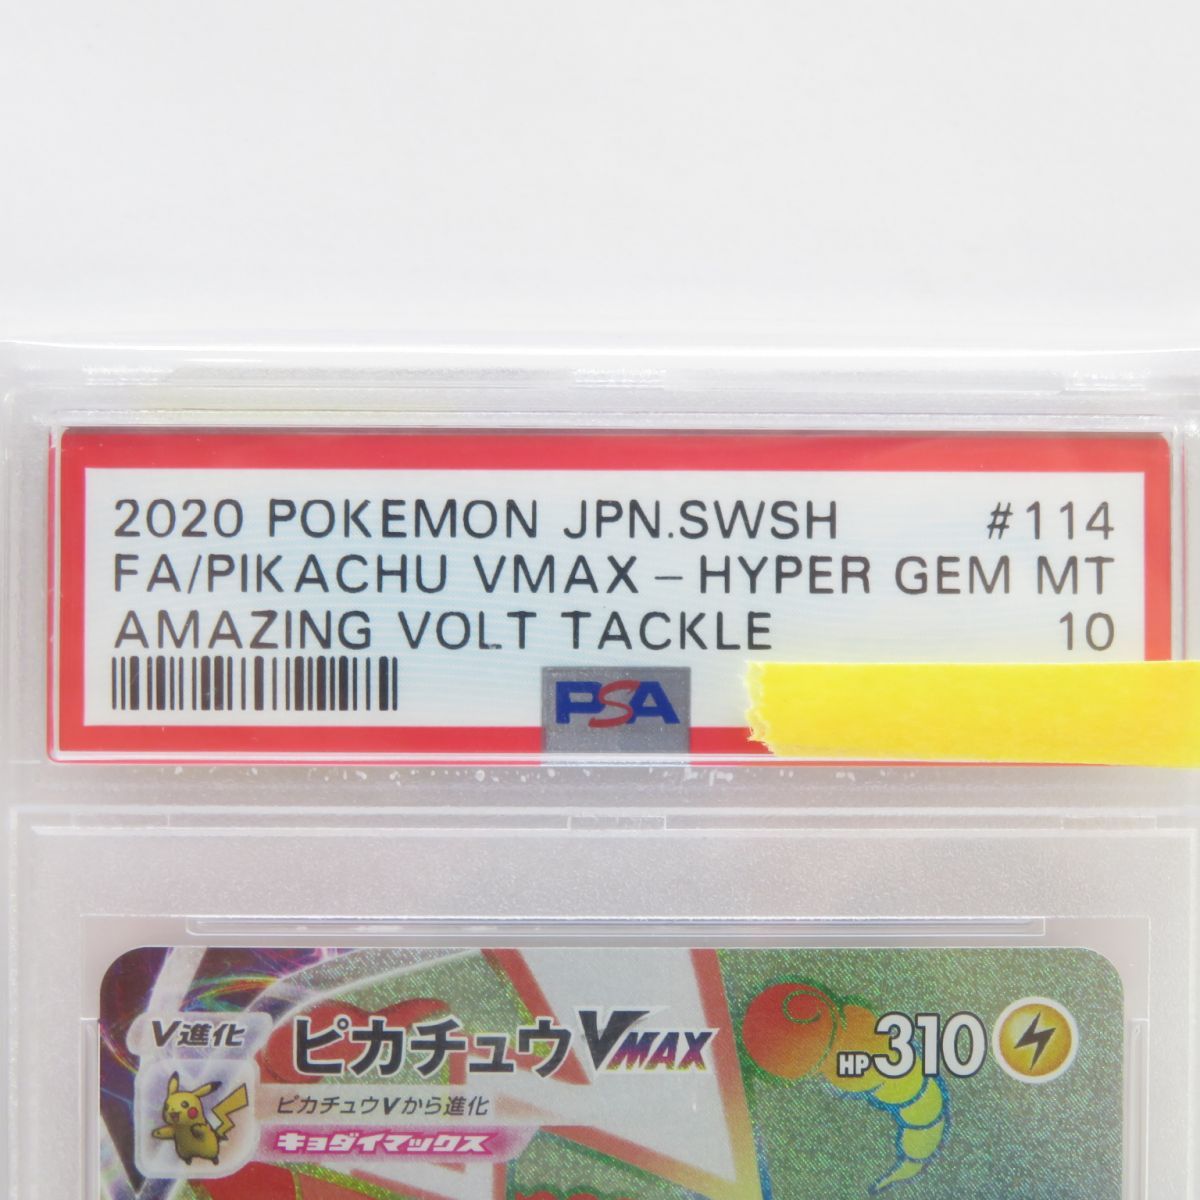 2020 POKEMON JPN.SWSH #114
FA/PIKACHU VMAX – HYPER GEM MT
AMAZING VOLT TACKLE 10
PSA
V進化
ピカチュウVMAX HP310
ピカチュウVから進化
キョダイマックス